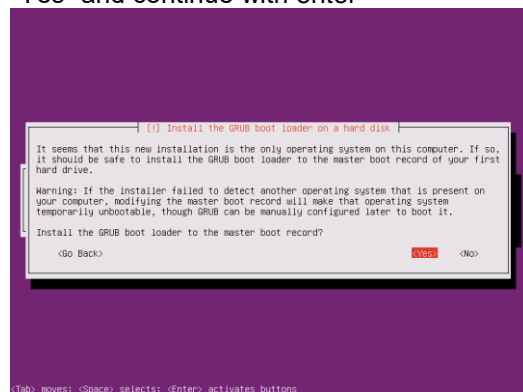 "Yes" and continue with enter
[!] Install the GRUB boot loader on a hard disk
It seems that this new installation is the only operating system on this computer. If so,
it should be safe to install the GRUB boot loader to the master boot record of your first
hard drive.
Warning: If the installer failed to detect another operating system that is present on
your computer, modifying the master boot record will make that operating system
temporarily unbootable, though GRUB can be manually configured later to boot it.
Install the GRUB boot loader to the master boot record?
<Go Back> <Yes> <No>
<Tab> moves; <Space> selects; <Enter> activates buttons